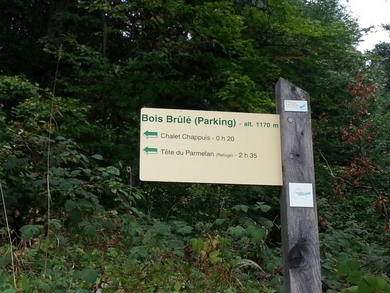 Bois Brûlé (Parking) - alt. 1170 m
Chalet Chappuis - 0 h 20
Tête du Parmelan (Refuge) - 2 h 35